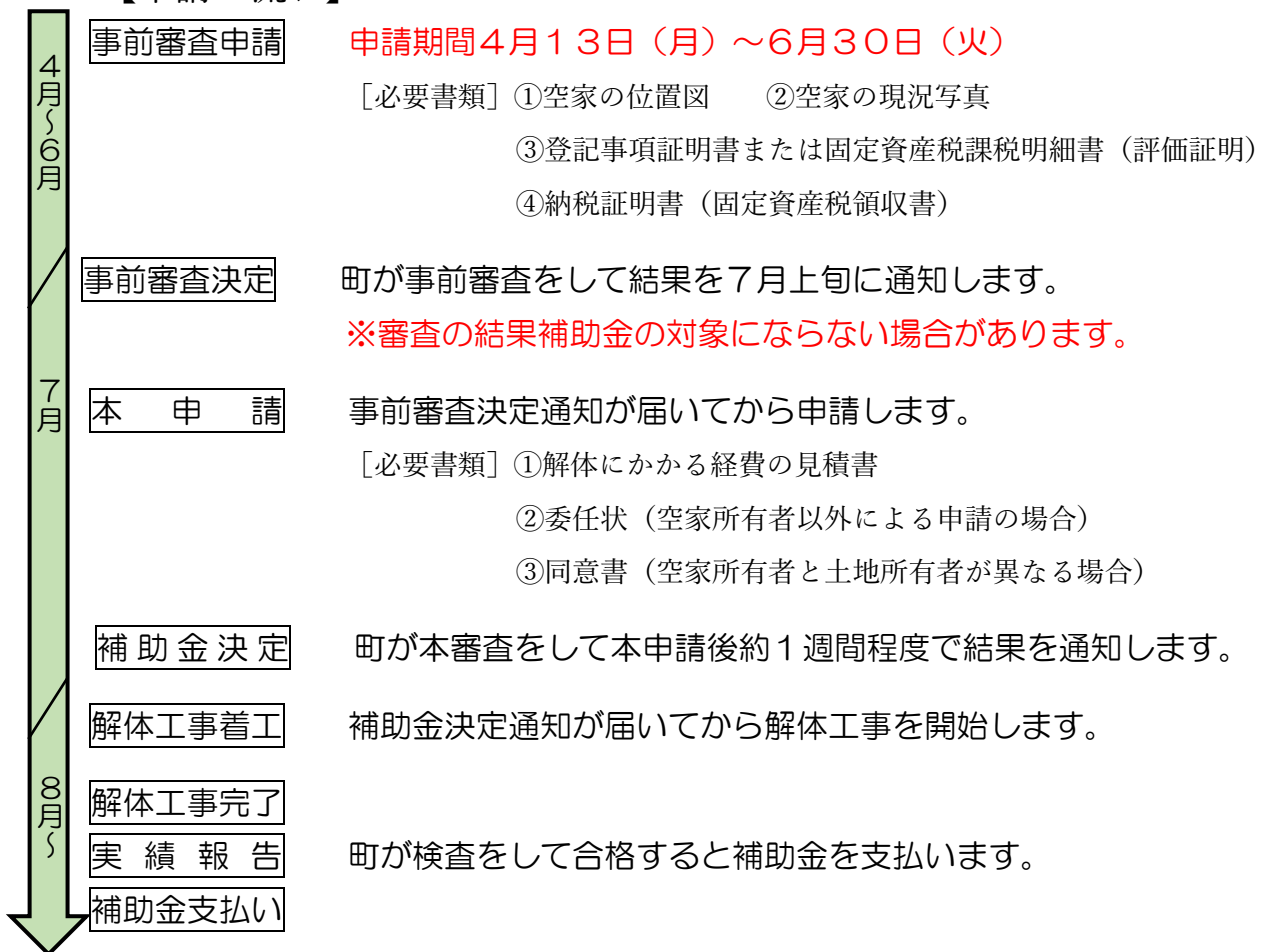 事前審査申請 申請期間4月13日(月)～6月30日(火)
4月～6月
［必要書類］①空家の位置図 ②空家の現況写真
③登記事項証明書または固定資産税課税明細書（評価証明）
④納税証明書（固定資産税領収書）
事前審査決定 町が事前審査をして結果を7月上旬に通知します。
※審査の結果補助金の対象にならない場合があります。
7月
本 申 請 事前審査決定通知が届いてから申請します。
［必要書類］①解体にかかる経費の見積書
②委任状（空家所有者以外による申請の場合）
③同意書（空家所有者と土地所有者が異なる場合）
補助金決定 町が本審査をして本申請後約1週間程度で結果を通知します。
解体工事着工 補助金決定通知が届いてから解体工事を開始します。
8月～
解体工事完了
実績報告 町が検査をして合格すると補助金を支払います。
補助金支払い